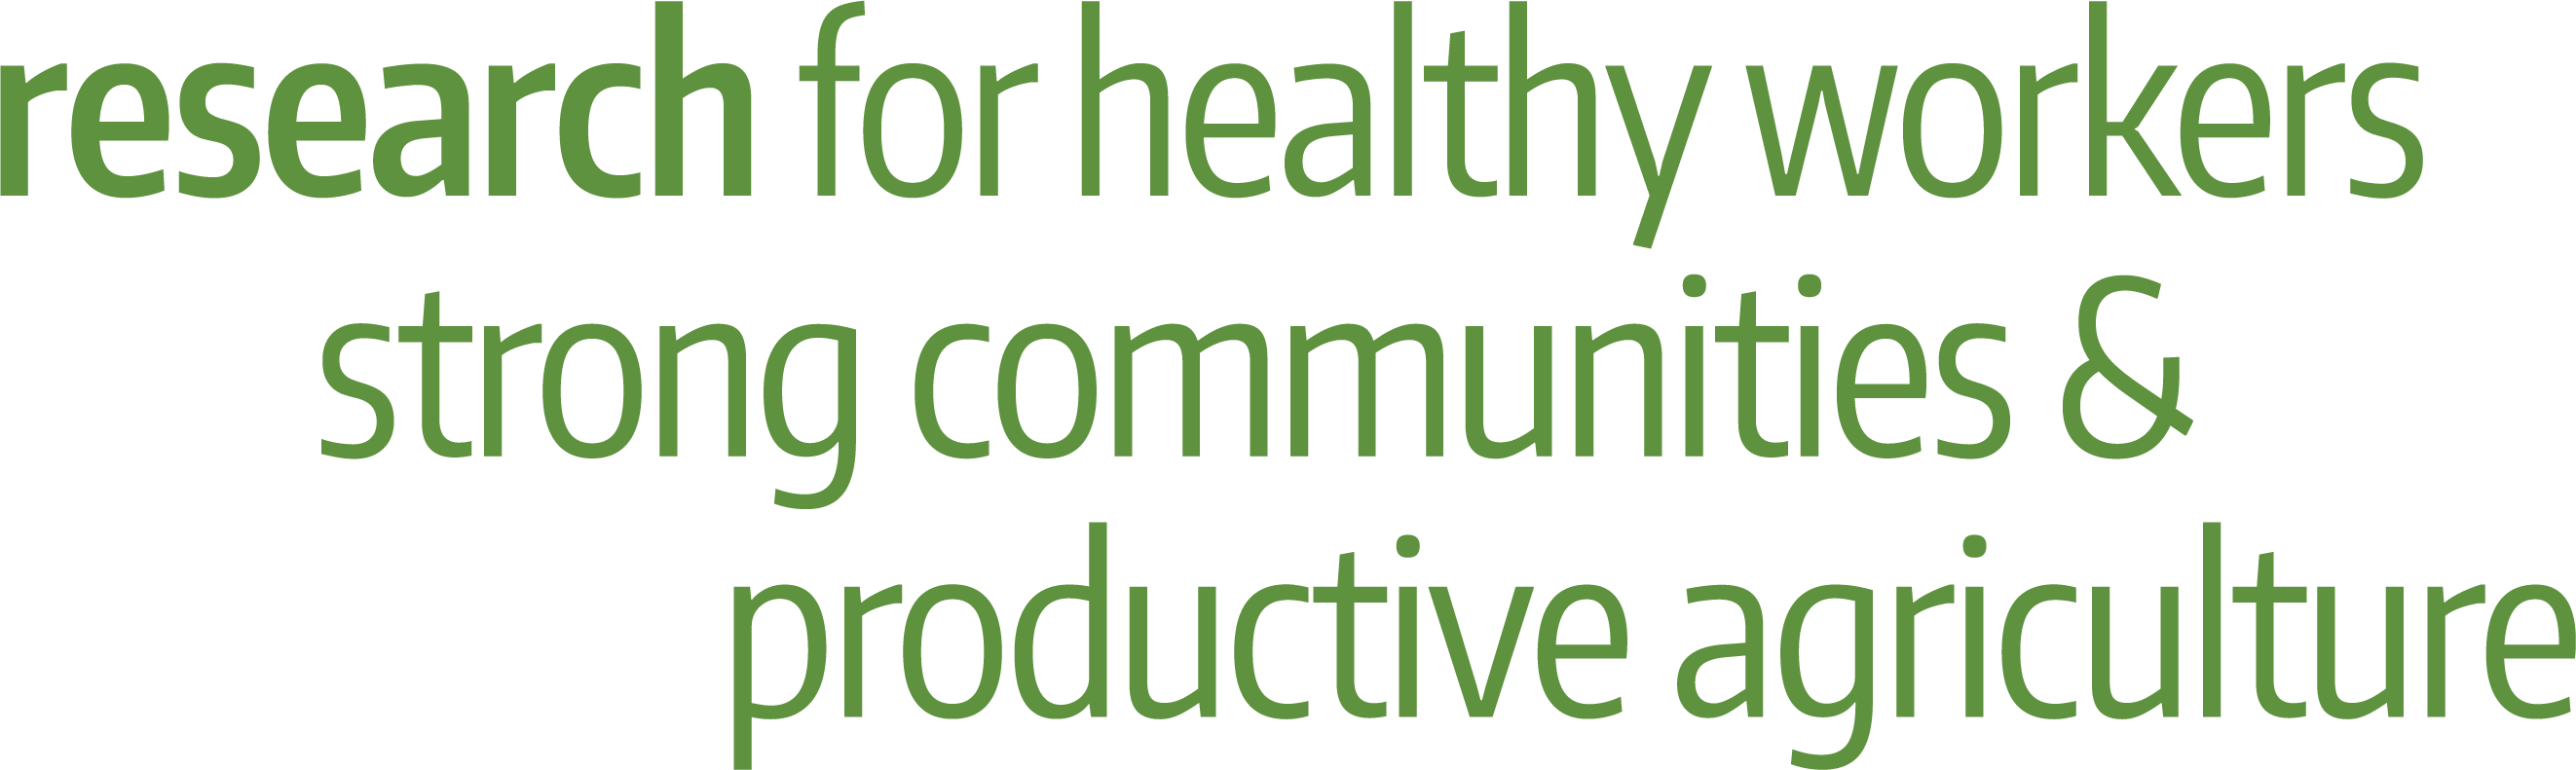 research for healthy workers
strong communities &
productive agriculture